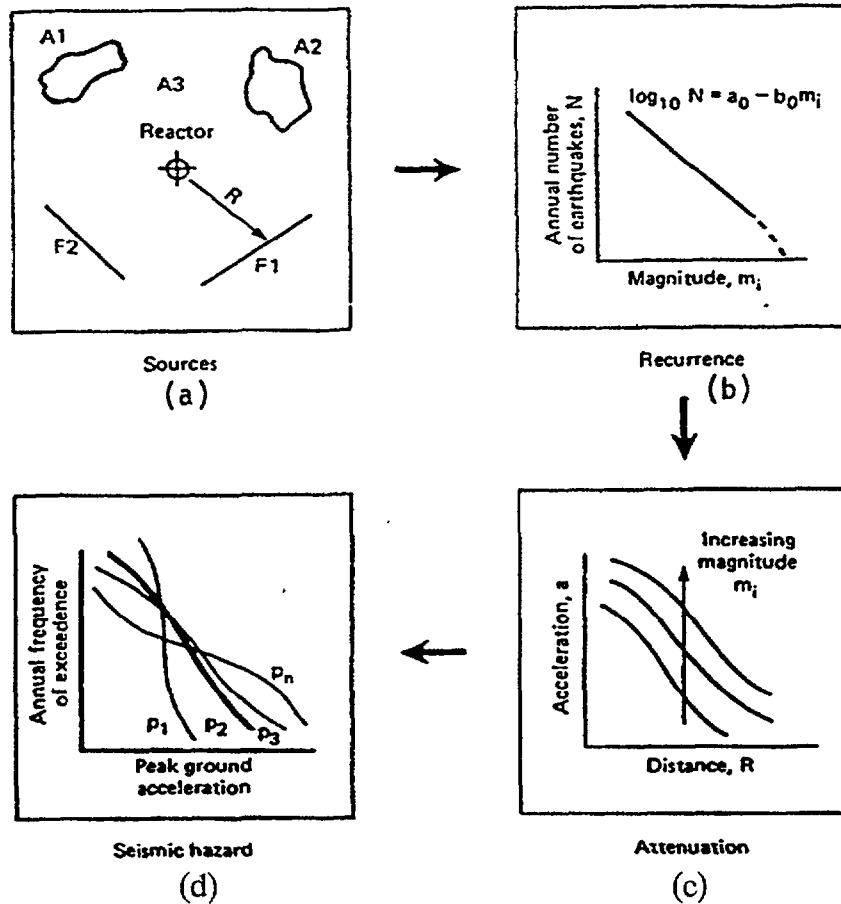 A1
A2
A3
Reactor
R
F2
F1
Sources
(a)
log10 N = a0 – b0mi
Annual number
of earthquakes, N
Magnitude, mi
Recurrence
(b)
Increasing
magnitude
mi
Acceleration, a
Distance, R
Attenuation
(c)
Annual frequency
of exceedence
pn
p1
p2
p3
Peak ground
acceleration
Seismic hazard
(d)